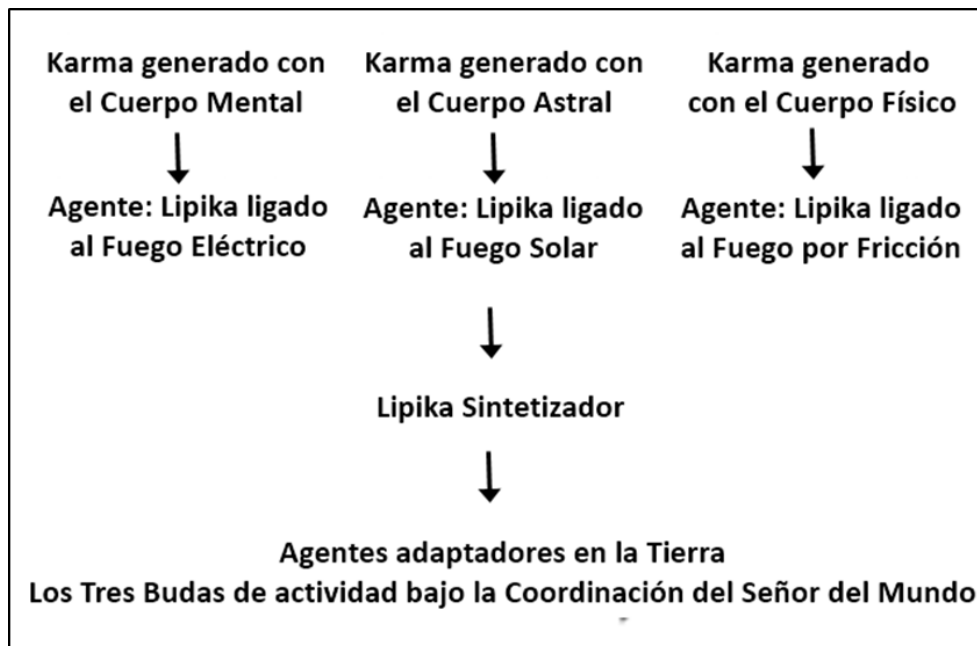 Karma generado con
el Cuerpo Mental
Karma generado con
el Cuerpo Astral
Karma generado
con el Cuerpo Físico
Agente: Lipika ligado
al Fuego Eléctrico
Agente: Lipika ligado
al Fuego Solar
Agente: Lipika ligado
al Fuego por Fricción
Lipika Sintetizador
Agentes adaptadores en la Tierra
Los Tres Budas de actividad bajo la Coordinación del Señor del Mundo